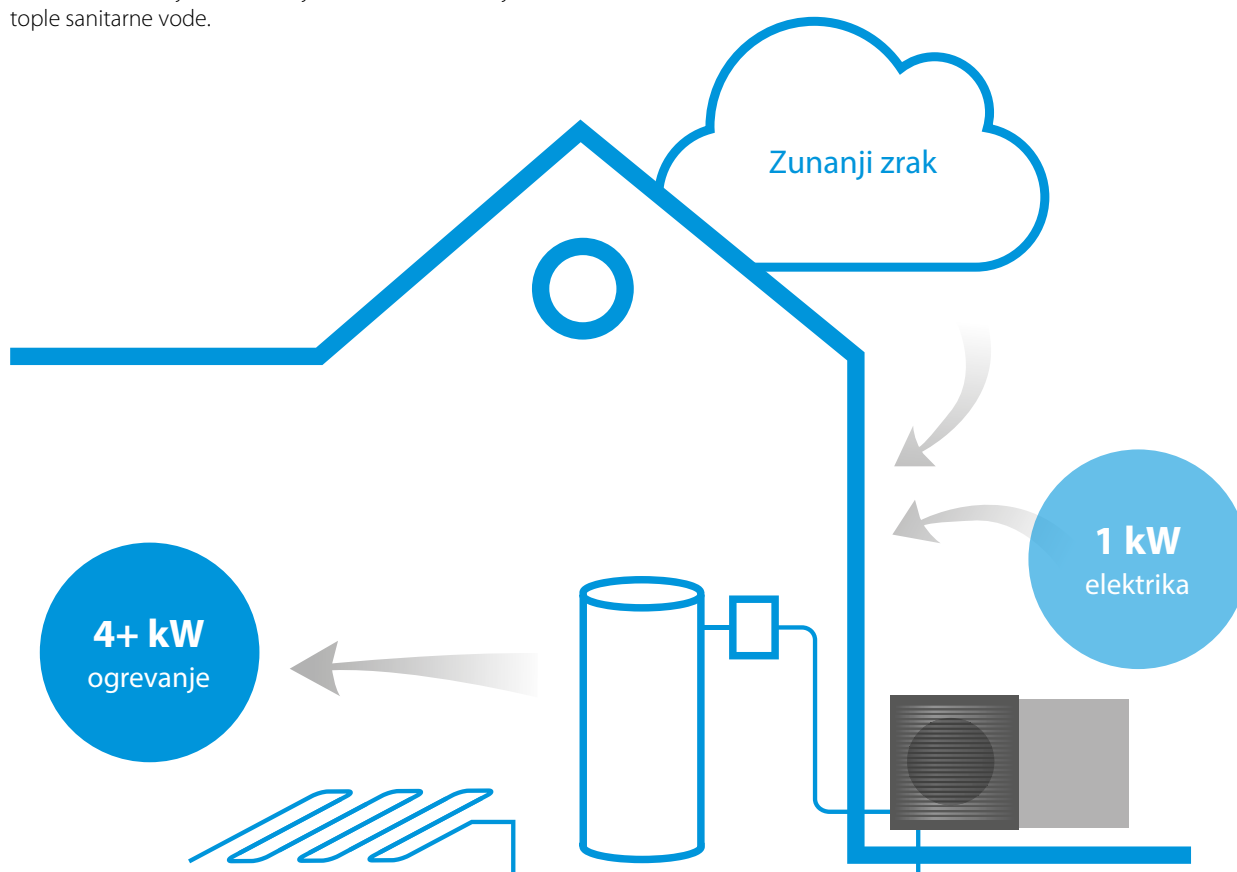 tople sanitarne vode.
Zunanji zrak
1 kW
elektrika
4+ kW
ogrevanje